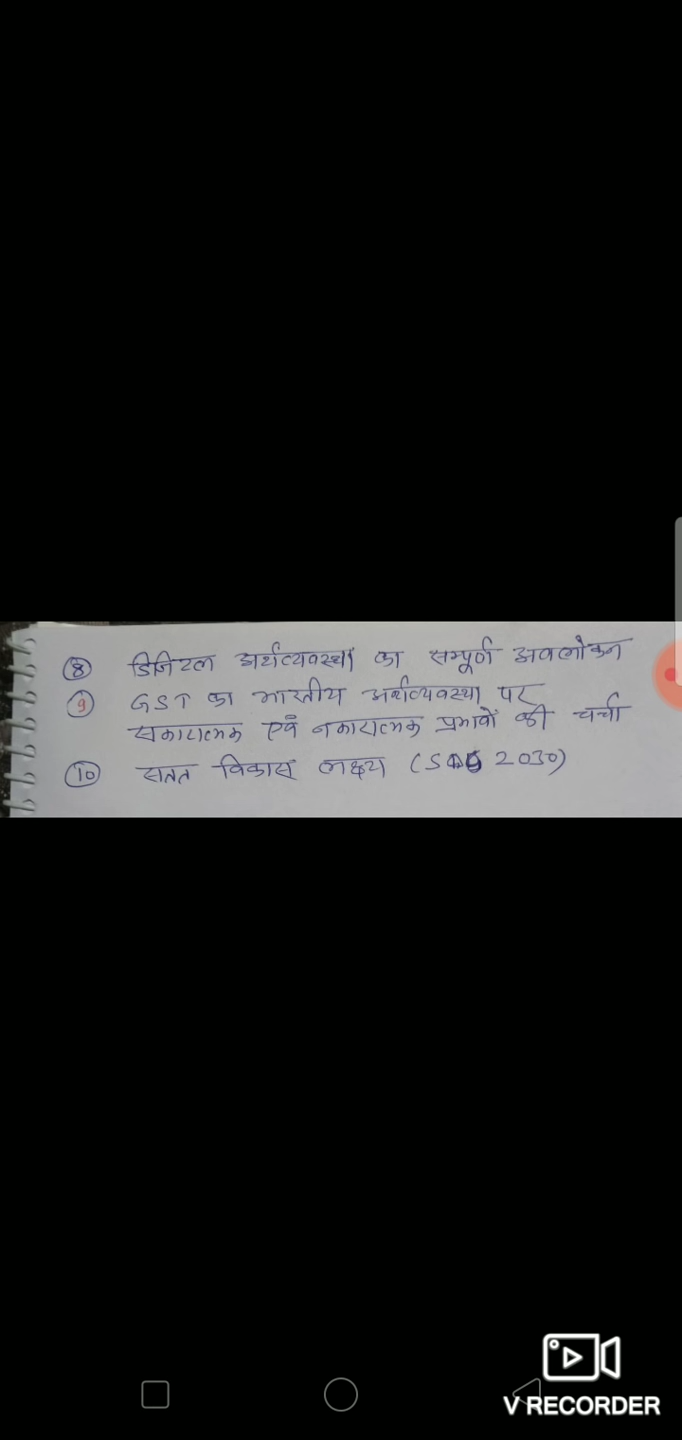 ⑧ डिजिटल अर्थव्यवस्था का सम्पूर्ण अवलोकन
⑨ GST का भारतीय अर्थव्यवस्था पर
सकारात्मक एवं नकारात्मक प्रभावों की चर्चा
⑩ सतत विकास लक्ष्य (SDG 2030)
V RECORDER